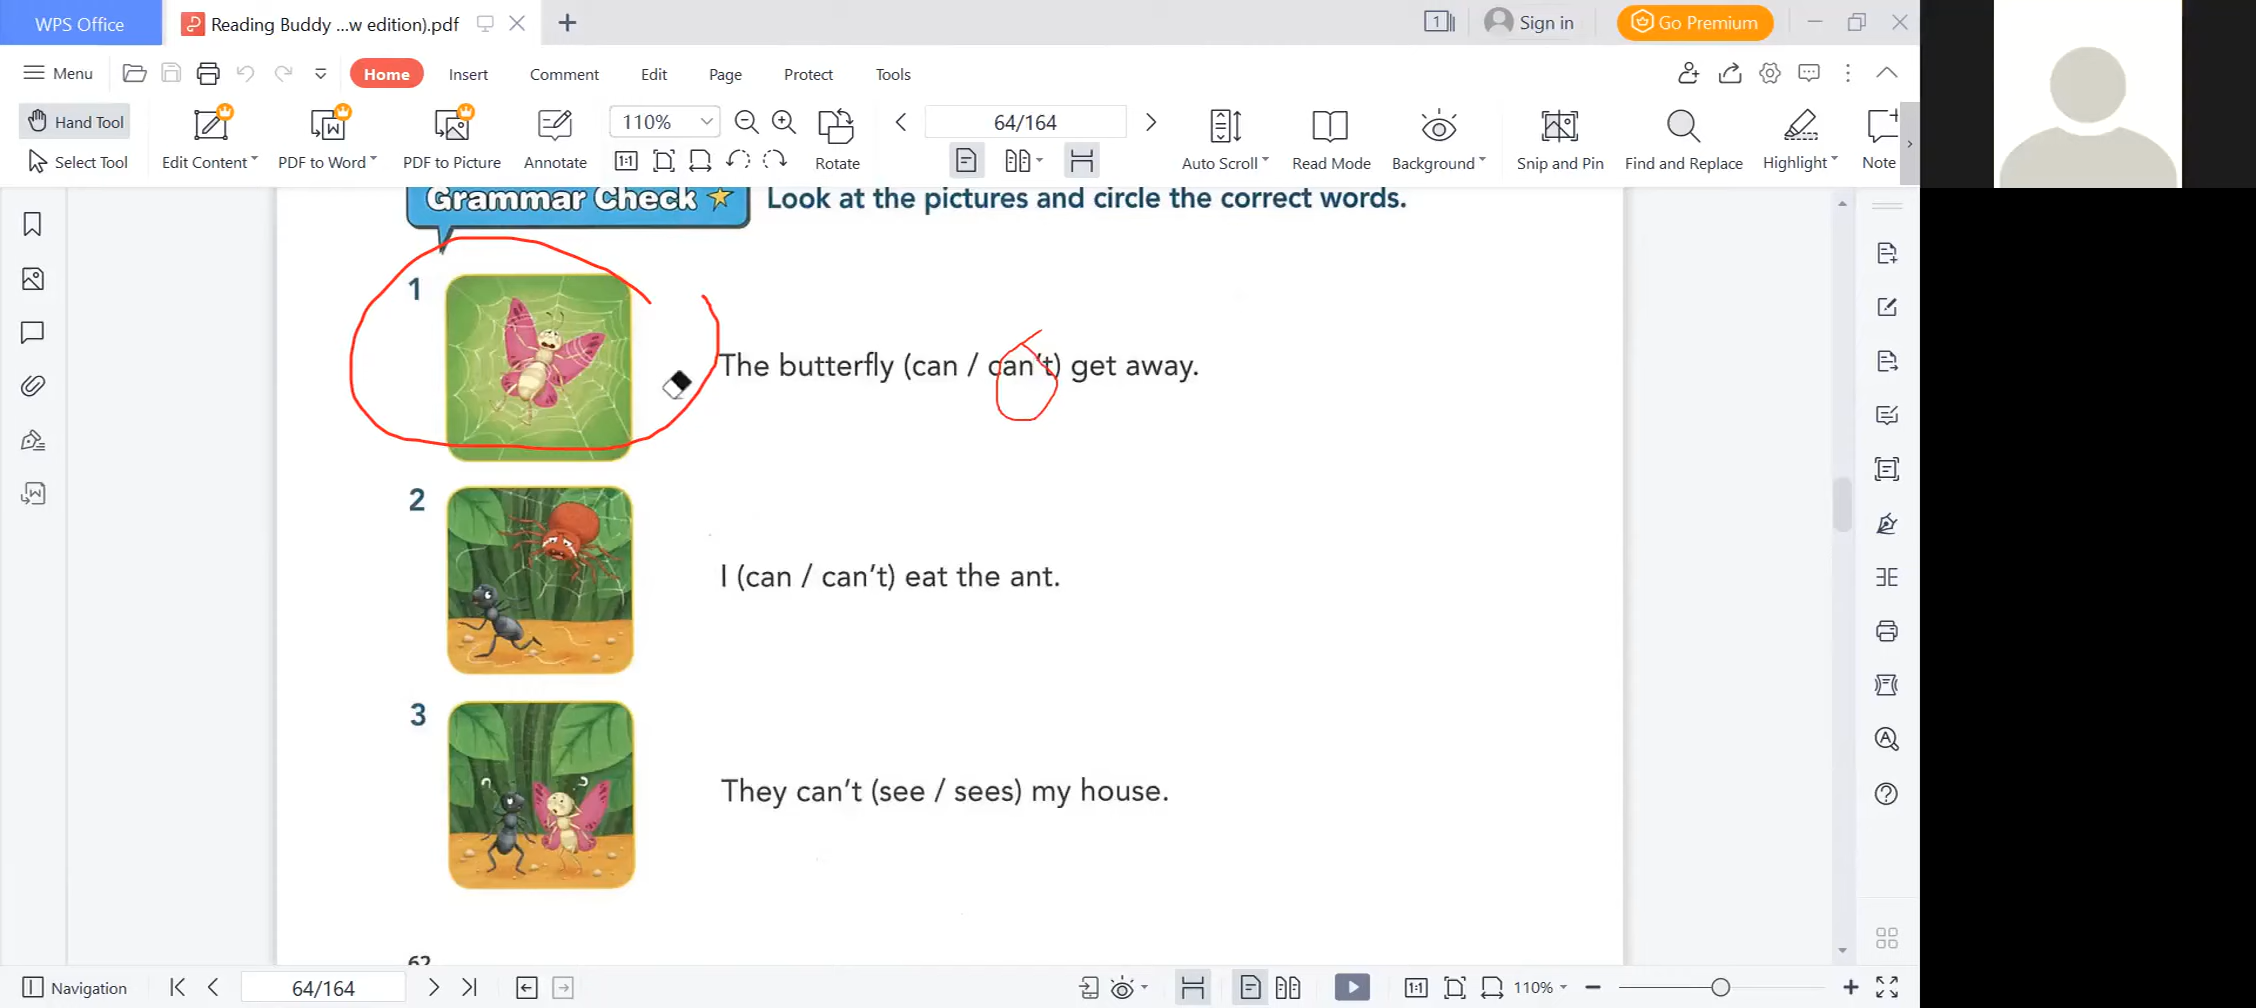 WPS Office
Reading Buddy ...w edition).pdf
1
Sign in
Go Premium
Menu
Home
Insert
Comment
Edit
Page
Protect
Tools
Hand Tool
Select Tool
Edit Content
PDF to Word
PDF to Picture
Annotate
110%
Rotate
64/164
Auto Scroll
Read Mode
Background
Snip and Pin
Find and Replace
Highlight
Note
Grammar Check
Look at the pictures and circle the correct words.
1
The butterfly (can / can't) get away.
2
I (can / can't) eat the ant.
3
They can't (see / sees) my house.
62
Navigation
64/164
110%